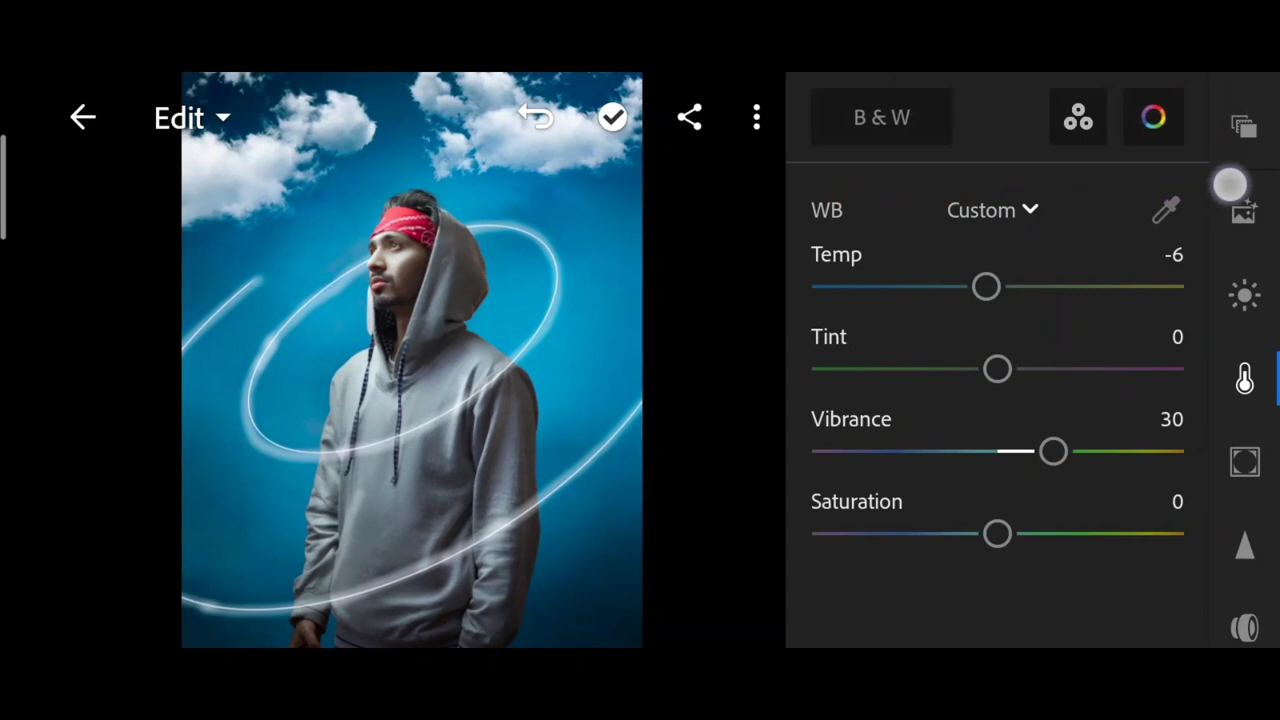 Edit
B & W
WB Custom
Temp -6
Tint 0
Vibrance 30
Saturation 0